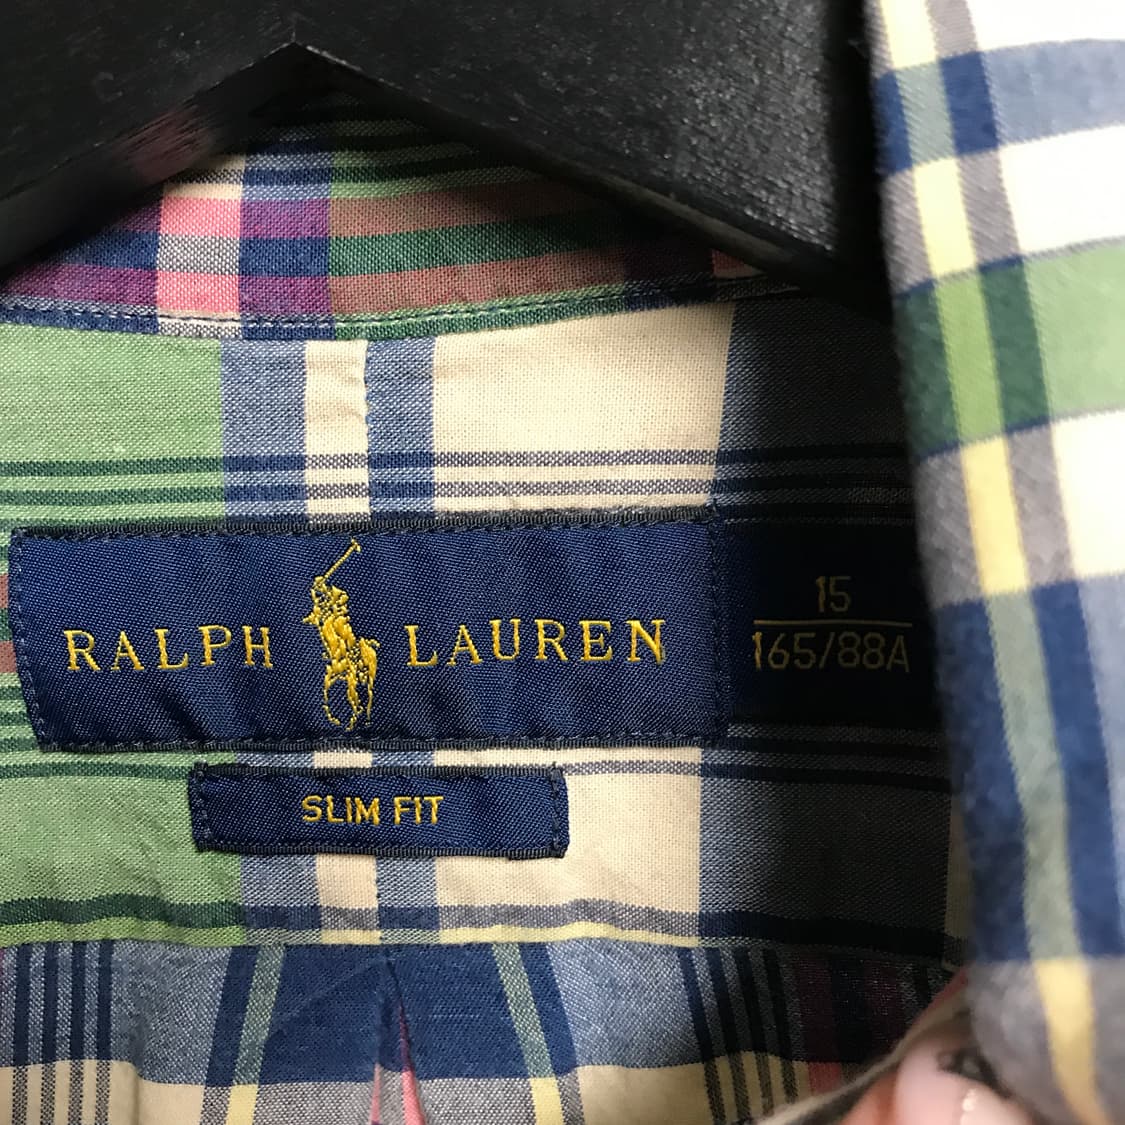 RALPH LAUREN
15
165/88A
SLIM FIT